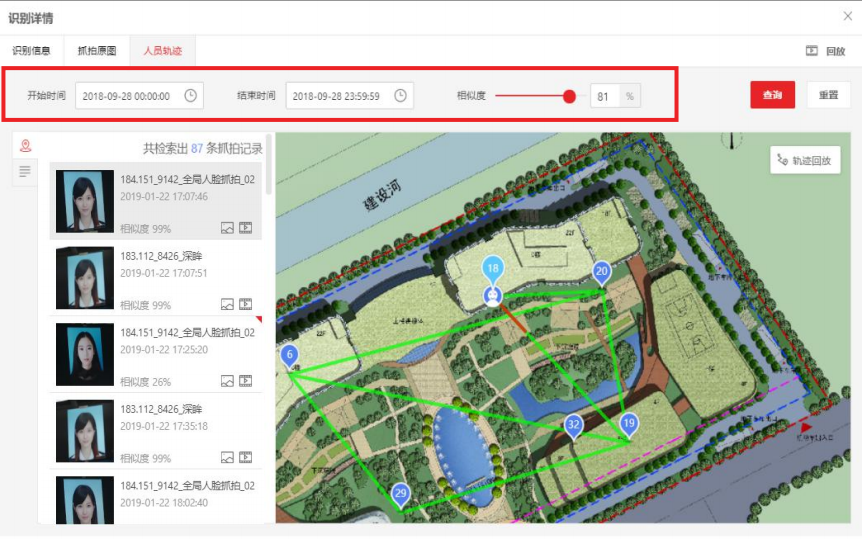 识别详情
识别信息 抓拍原图 人员轨迹 回放
开始时间 2018-09-28 00:00:00 结束时间 2018-09-28 23:59:59 相似度 81 % 查询 重置
共检索出 87 条抓拍记录
184.151_9142_全局人脸抓拍_02
2019-01-22 17:07:46
相似度 99%
183.112_8426_深眸
2019-01-22 17:07:51
相似度 99%
184.151_9142_全局人脸抓拍_02
2019-01-22 17:25:20
相似度 26%
183.112_8426_深眸
2019-01-22 17:35:18
相似度 99%
184.151_9142_全局人脸抓拍_02
2019-01-22 18:02:40
轨迹回放
建设河
22F
18
20
22F
6
32
19
29